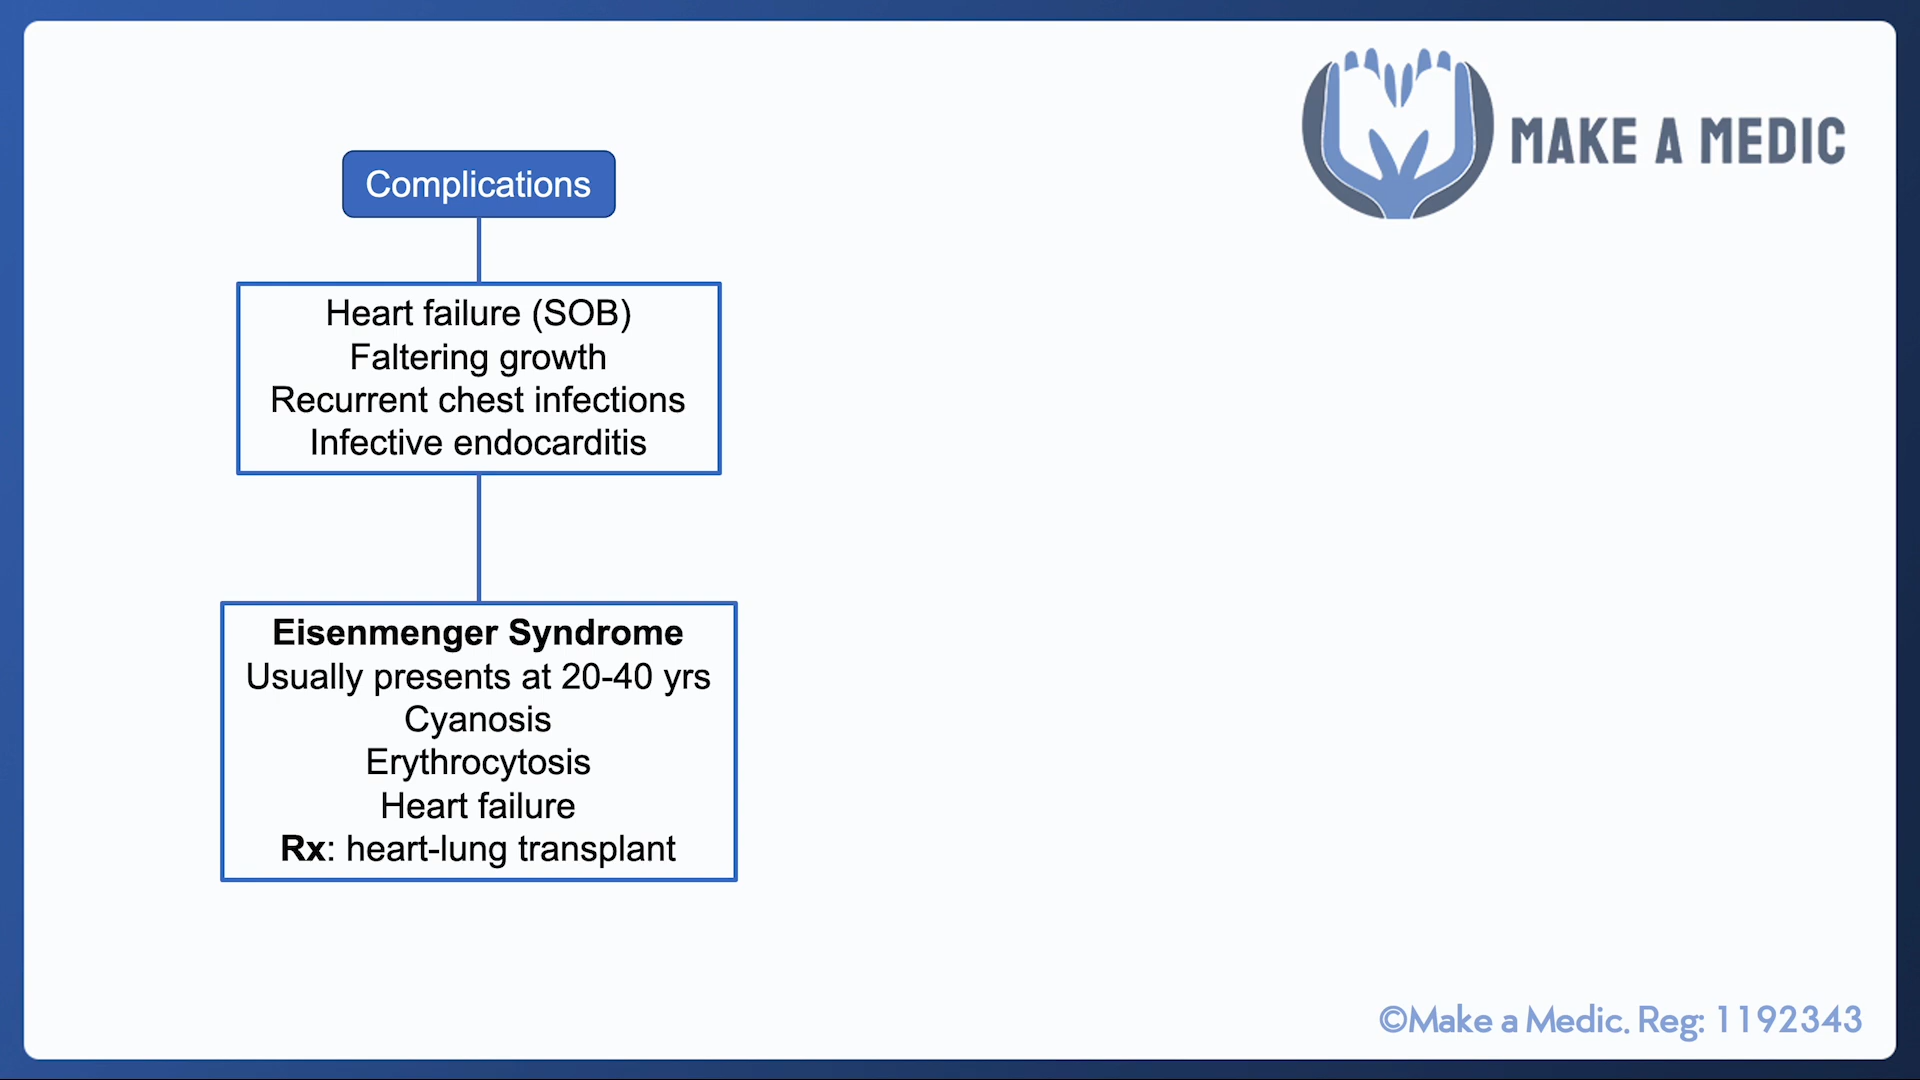 MAKE A MEDIC
Complications
Heart failure (SOB)
Faltering growth
Recurrent chest infections
Infective endocarditis
Eisenmenger Syndrome
Usually presents at 20-40 yrs
Cyanosis
Erythrocytosis
Heart failure
Rx: heart-lung transplant
©Make a Medic. Reg: 1192343